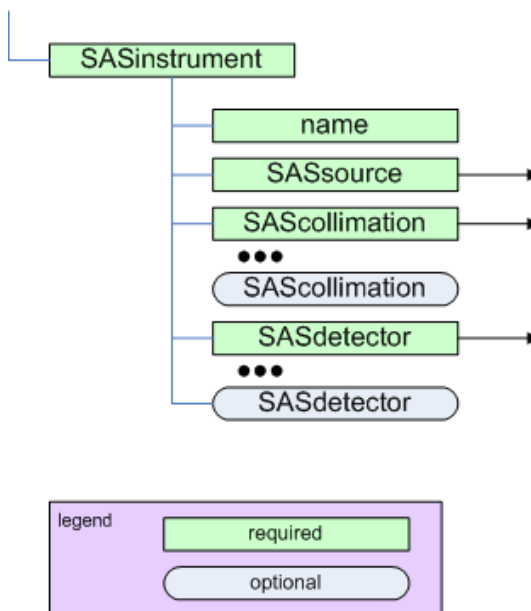 SASinstrument
name
SASsource
SAScollimation
SAScollimation
SASdetector
SASdetector
legend
required
optional